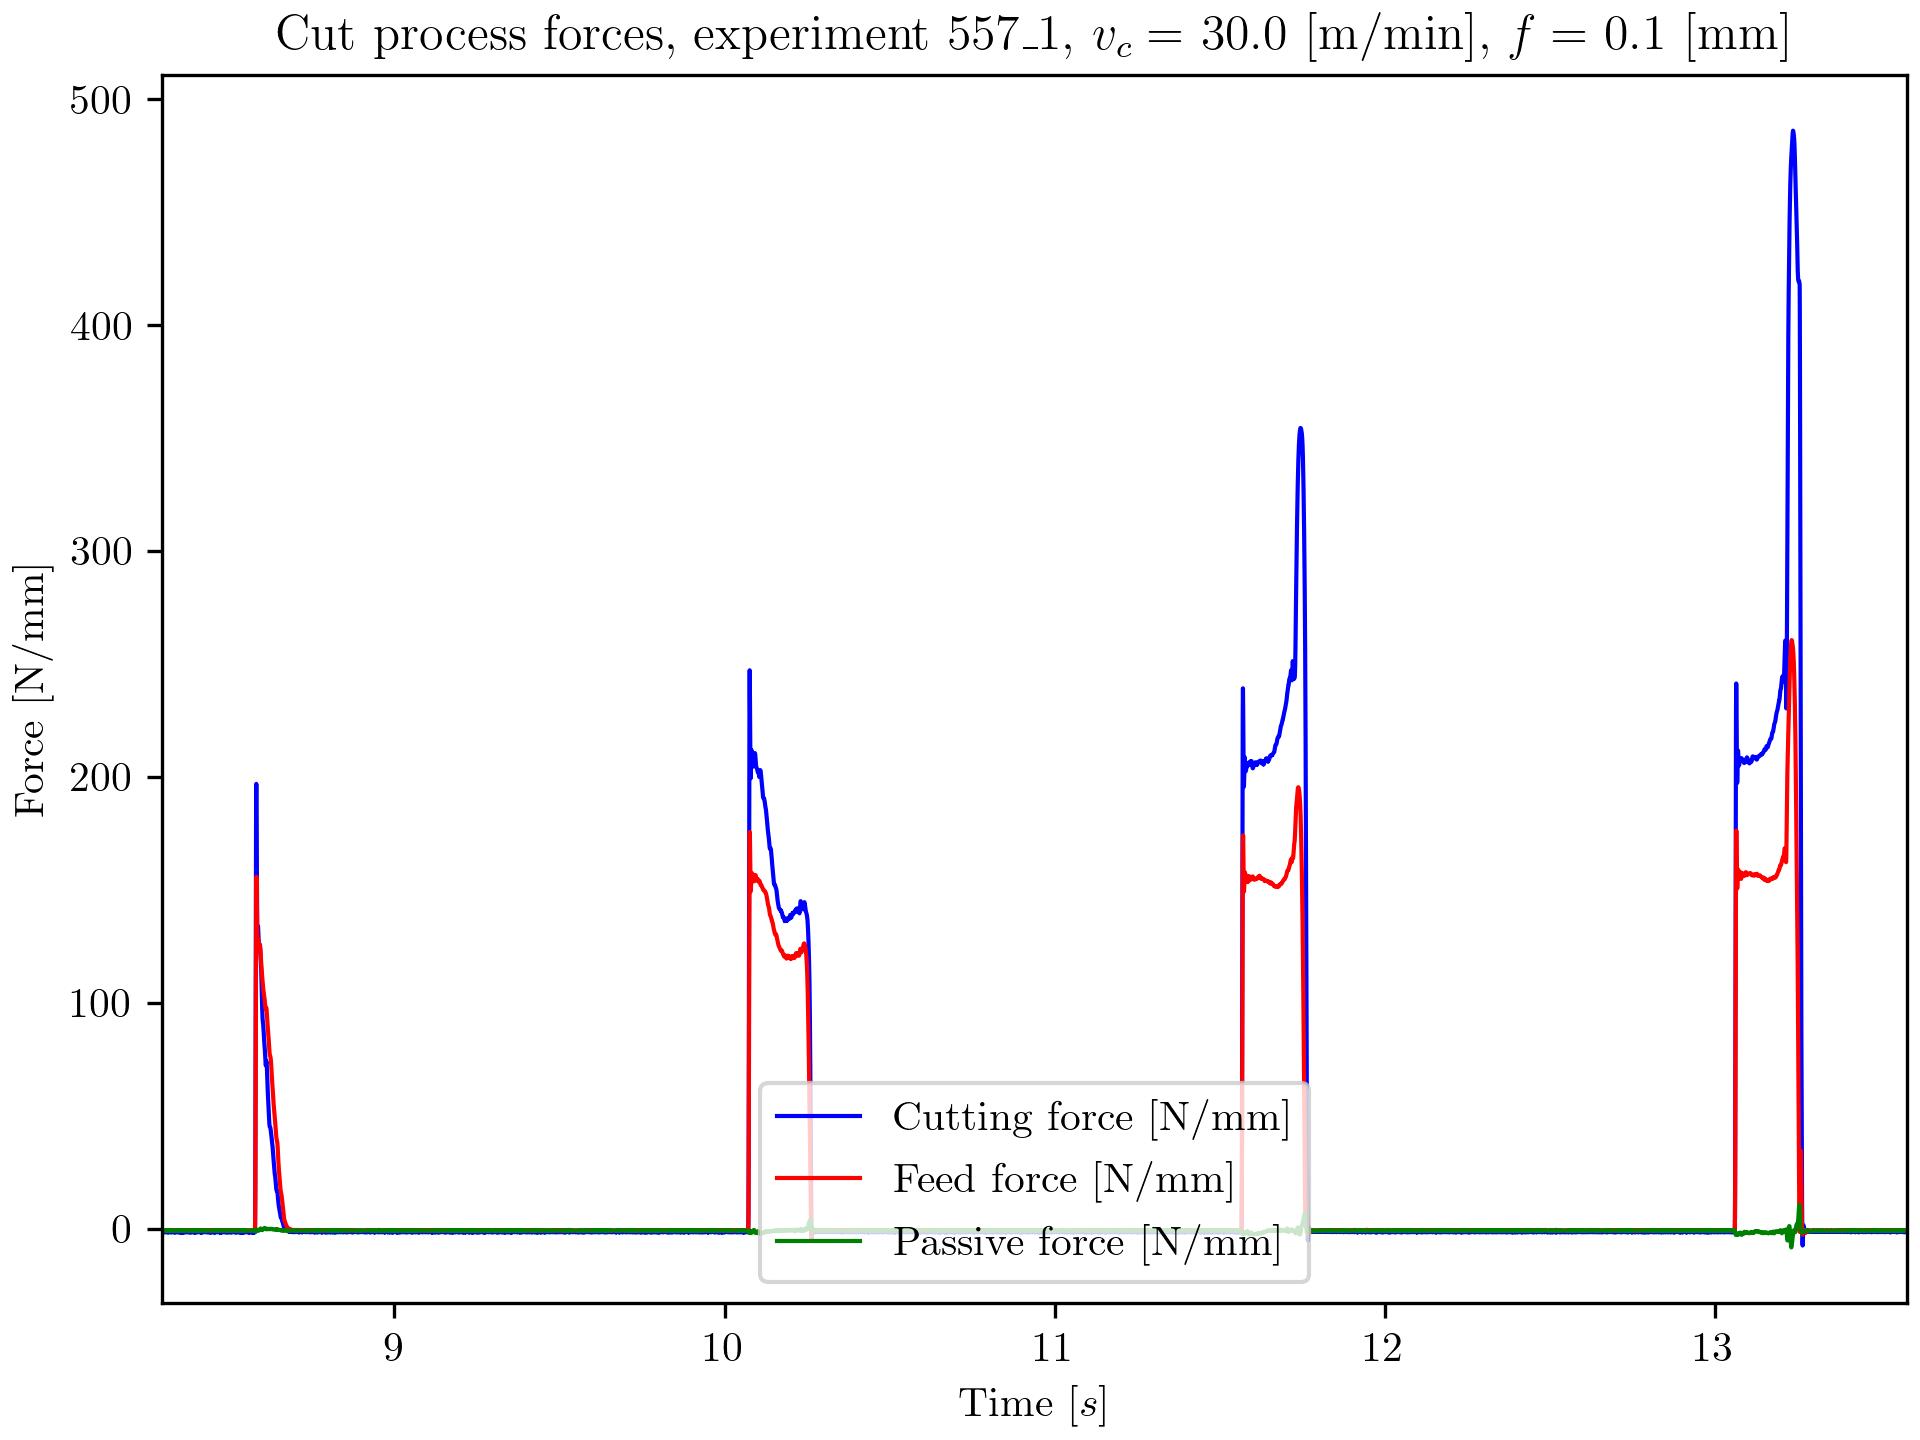 Cut process forces, experiment 557_1, v_c = 30.0 [m/min], f = 0.1 [mm]
500
400
300
200
100
0
Force [N/mm]
Cutting force [N/mm]
Feed force [N/mm]
Passive force [N/mm]
9 10 11 12 13
Time [s]